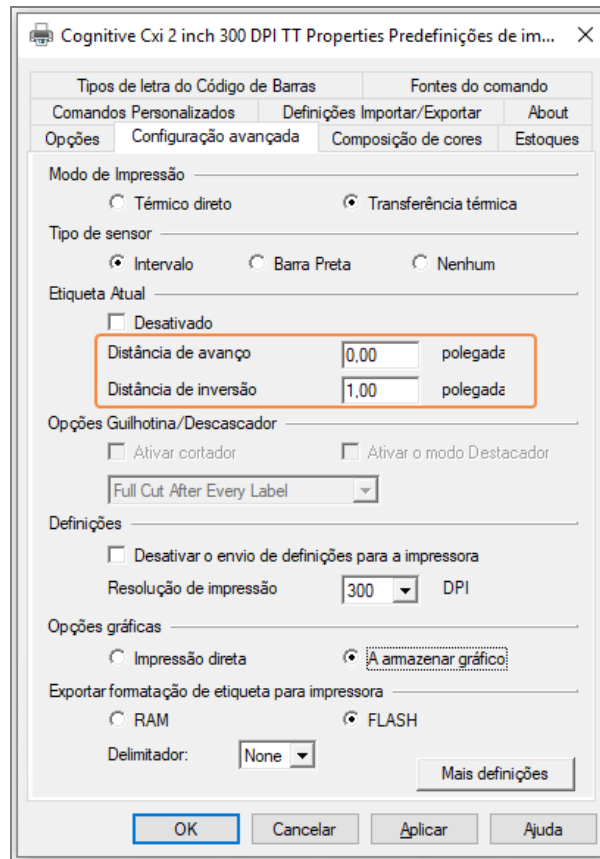 Cognitive Cxi 2 inch 300 DPI TT Properties Predefinições de im...
Tipos de letra do Código de Barras Fontes do comando
Comandos Personalizados Definições Importar/Exportar About
Opções Configuração avançada Composição de cores Estoques
Modo de Impressão
Térmico direto Transferência térmica
Tipo de sensor
Intervalo Barra Preta Nenhum
Etiqueta Atual
Desativado
Distância de avanço 0,00 polegada
Distância de inversão 1,00 polegada
Opções Guilhotina/Descascador
Ativar cortador Ativar o modo Destacador
Full Cut After Every Label
Definições
Desativar o envio de definições para a impressora
Resolução de impressão 300 DPI
Opções gráficas
Impressão direta A armazenar gráfico
Exportar formatação de etiqueta para impressora
RAM FLASH
Delimitador: None
Mais definições
OK Cancelar Aplicar Ajuda